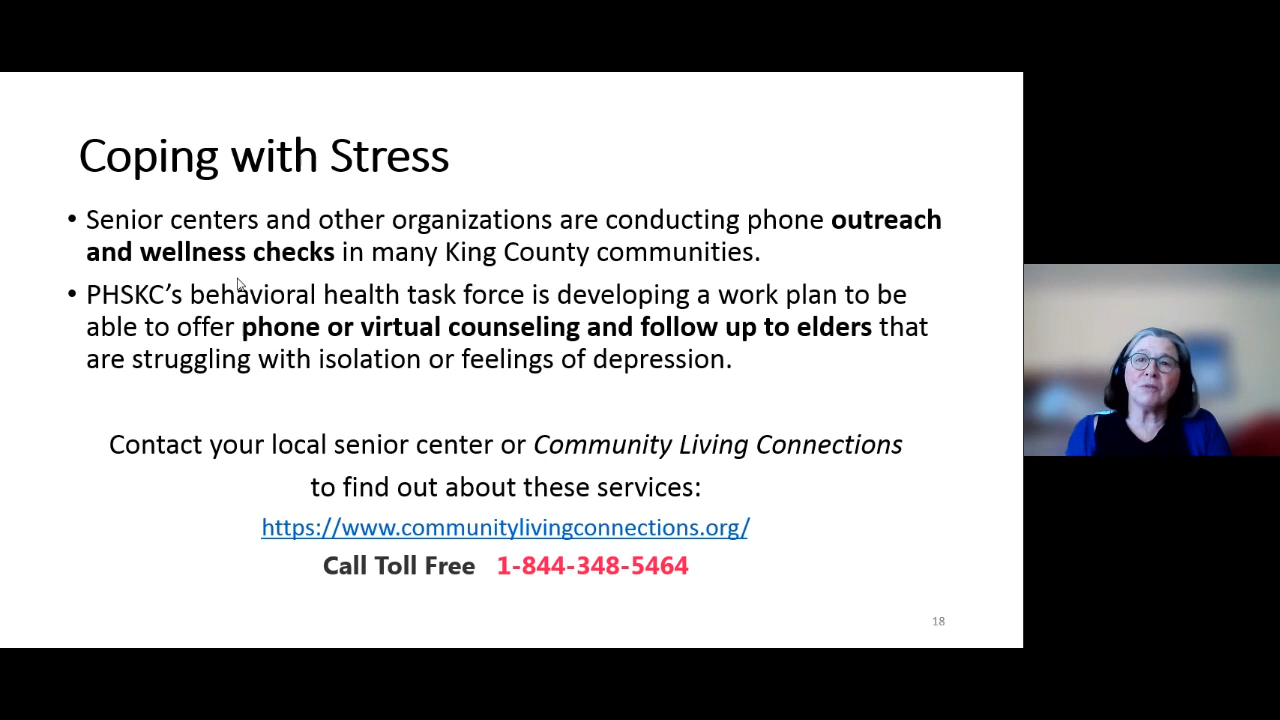 Coping with Stress
• Senior centers and other organizations are conducting phone outreach
and wellness checks in many King County communities.
• PHSKC’s behavioral health task force is developing a work plan to be
able to offer phone or virtual counseling and follow up to elders that
are struggling with isolation or feelings of depression.
Contact your local senior center or Community Living Connections
to find out about these services:
https://www.communitylivingconnections.org/
Call Toll Free 1-844-348-5464
18